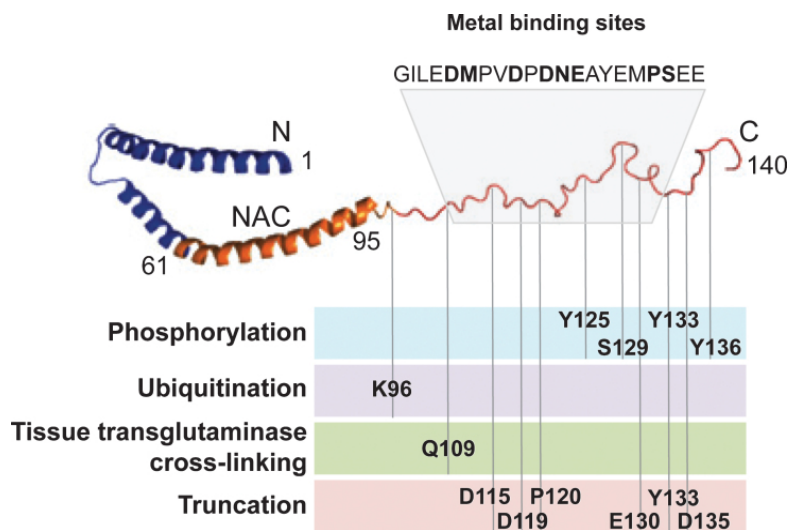 Metal binding sites
GILEDMPVDPDNEAYEMPSEE
N
1
C
140
NAC
95
61
Phosphorylation
Y125 Y133
S129 Y136
Ubiquitination
K96
Tissue transglutaminase
cross-linking
Q109
Truncation
D115 P120 Y133
D119 E130 D135